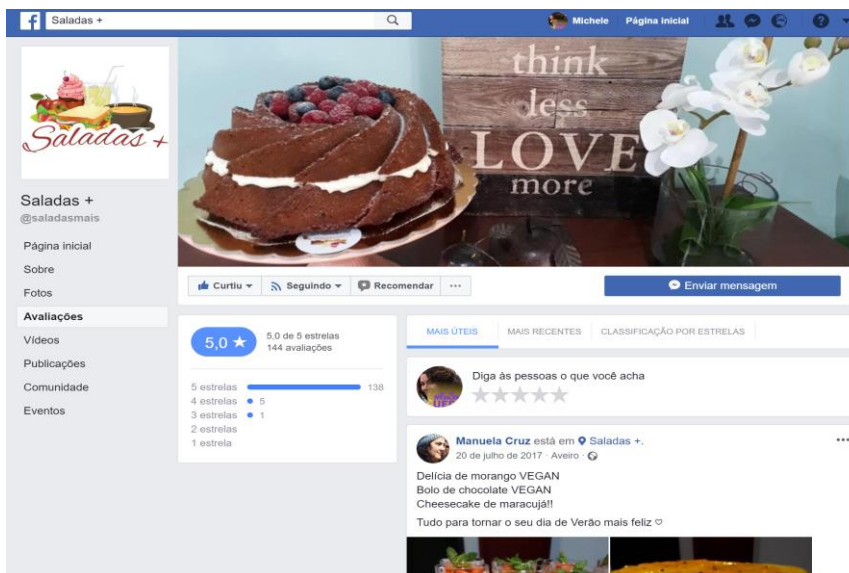 Saladas +
Michele
Página inicial
think
less
LOVE
more
Saladas +
Saladas +
@saladasmais
Página inicial
Sobre
Fotos
Avaliações
Vídeos
Publicações
Comunidade
Eventos
Curtiu
Seguindo
Recomendar
Enviar mensagem
5,0 ★
5,0 de 5 estrelas
144 avaliações
5 estrelas 138
4 estrelas 5
3 estrelas 1
2 estrelas
1 estrela
MAIS ÚTEIS MAIS RECENTES CLASSIFICAÇÃO POR ESTRELAS
Diga às pessoas o que você acha
Manuela Cruz está em Saladas +.
20 de julho de 2017 · Aveiro ·
Delícia de morango VEGAN
Bolo de chocolate VEGAN
Cheesecake de maracujá!!
Tudo para tornar o seu dia de Verão mais feliz ♡